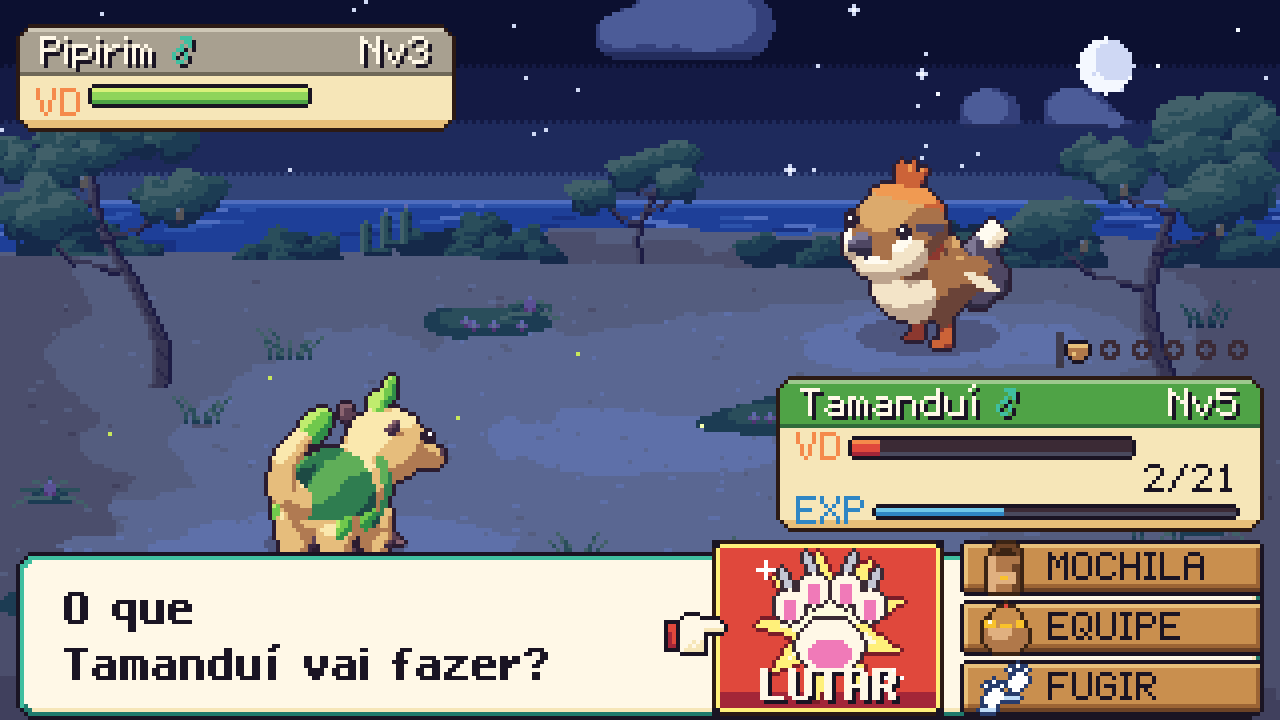 Pipirim ♂ Nv3
VD
Tamanduí ♂ Nv5
VD
2/21
EXP
O que
Tamanduí vai fazer?
LUTAR
MOCHILA
EQUIPE
FUGIR